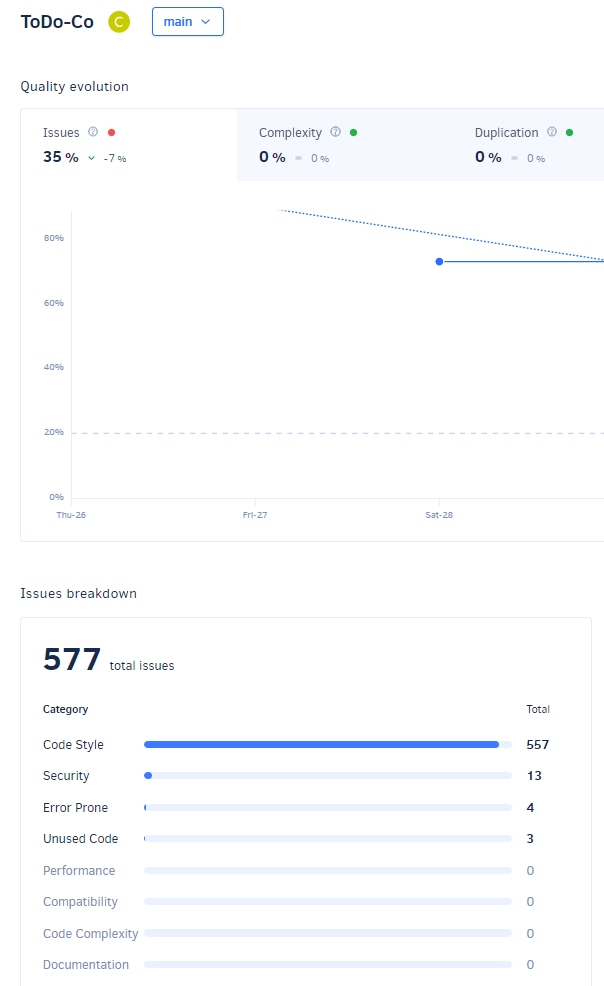 ToDo-Co C main
Quality evolution
Issues ? Complexity ? Duplication ?
35 % -7 % 0 % = 0 % 0 % = 0 %
80%
60%
40%
20%
0%
Thu-26 Fri-27 Sat-28
Issues breakdown
577 total issues
Category Total
Code Style 557
Security 13
Error Prone 4
Unused Code 3
Performance 0
Compatibility 0
Code Complexity 0
Documentation 0